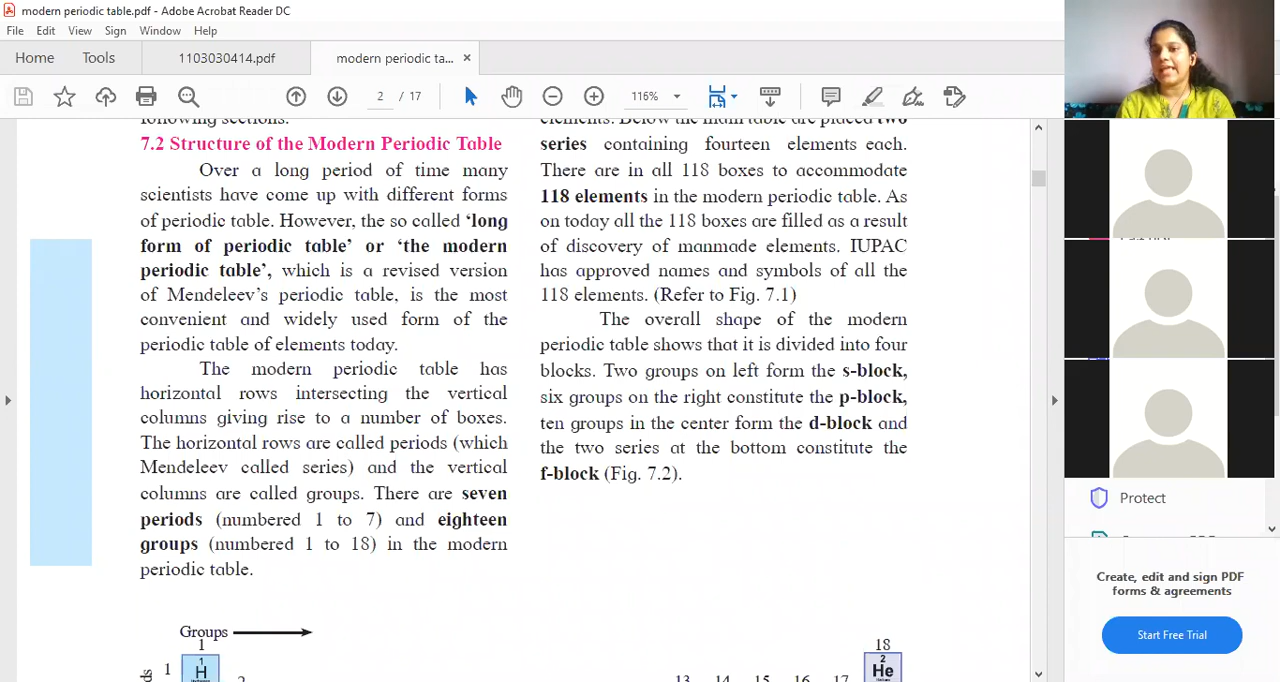 modern periodic table.pdf - Adobe Acrobat Reader DC
File Edit View Sign Window Help
Home Tools 1103030414.pdf modern periodic ta... ×
2 / 17 116%
following sections.
7.2 Structure of the Modern Periodic Table
Over a long period of time many
scientists have come up with different forms
of periodic table. However, the so called ‘long
form of periodic table’ or ‘the modern
periodic table’, which is a revised version
of Mendeleev’s periodic table, is the most
convenient and widely used form of the
periodic table of elements today.
The modern periodic table has
horizontal rows intersecting the vertical
columns giving rise to a number of boxes.
The horizontal rows are called periods (which
Mendeleev called series) and the vertical
columns are called groups. There are seven
periods (numbered 1 to 7) and eighteen
groups (numbered 1 to 18) in the modern
periodic table.
elements. Below the main table are placed two
series containing fourteen elements each.
There are in all 118 boxes to accommodate
118 elements in the modern periodic table. As
on today all the 118 boxes are filled as a result
of discovery of manmade elements. IUPAC
has approved names and symbols of all the
118 elements. (Refer to Fig. 7.1)
The overall shape of the modern
periodic table shows that it is divided into four
blocks. Two groups on left form the s-block,
six groups on the right constitute the p-block,
ten groups in the center form the d-block and
the two series at the bottom constitute the
f-block (Fig. 7.2).
Groups
1
1
1
H
2
18
2
He
13 14 15 16 17
Protect
Create, edit and sign PDF
forms & agreements
Start Free Trial